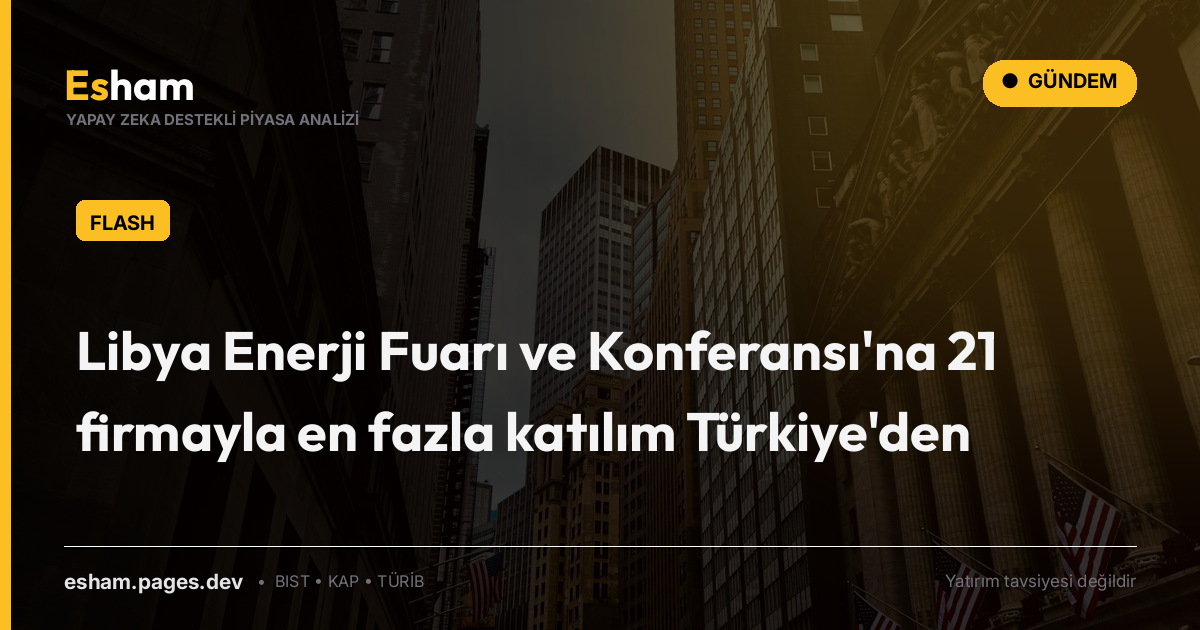 Esham
YAPAY ZEKA DESTEKLİ PİYASA ANALİZİ
● GÜNDEM
FLASH
Libya Enerji Fuarı ve Konferansı'na 21
firmayla en fazla katılım Türkiye'den
esham.pages.dev • BIST • KAP • TÜRİB
Yatırım tavsiyesi değildir